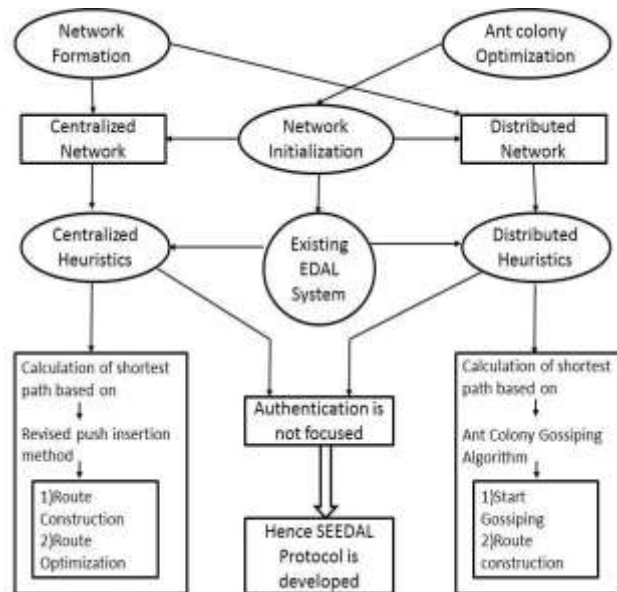 Network
Formation
Ant colony
Optimization
Centralized
Network
Network
Initialization
Distributed
Network
Centralized
Heuristics
Existing
EDAL
System
Distributed
Heuristics
Calculation of shortest
path based on
Revised push insertion
method
1)Route
Construction
2)Route
Optimization
Authentication is
not focused
Hence SEEDAL
Protocol is
developed
Calculation of shortest
path based on
Ant Colony Gossiping
Algorithm
1)Start
Gossiping
2)Route
construction